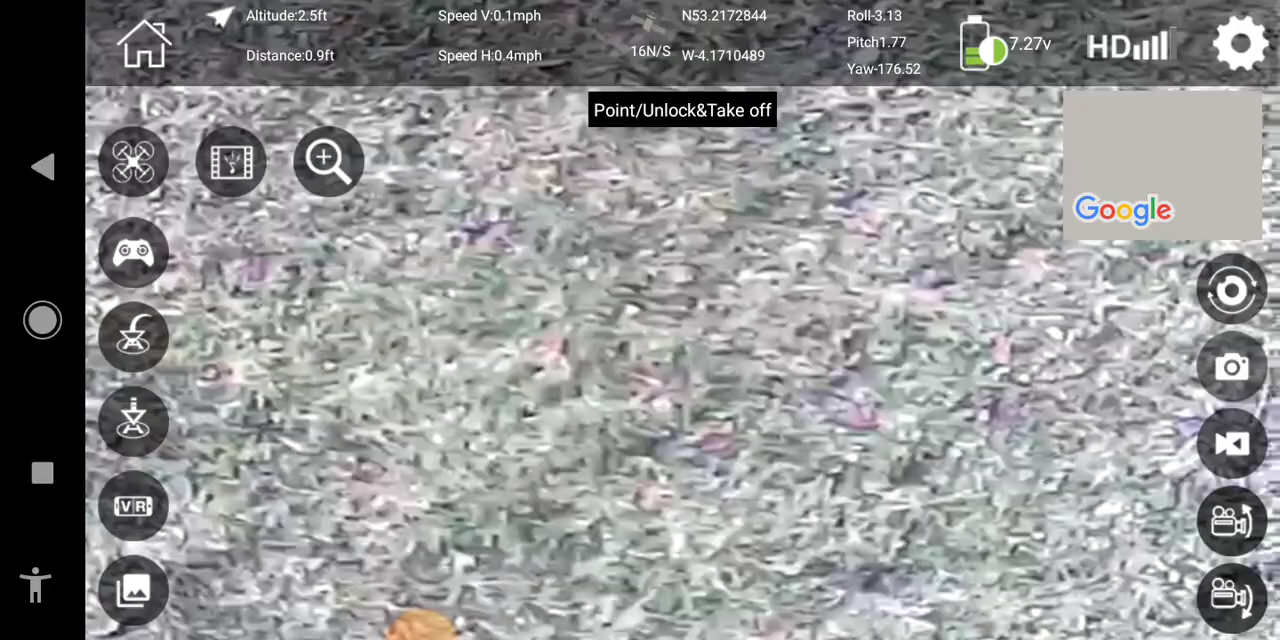 Altitude:2.5ft
Speed V:0.1mph
N53.2172844
Roll-3.13
Distance:0.9ft
Speed H:0.4mph
16N/S
W-4.1710489
Pitch1.77
Yaw-176.52
7.27v
HD
Point/Unlock&Take off
Google
VR